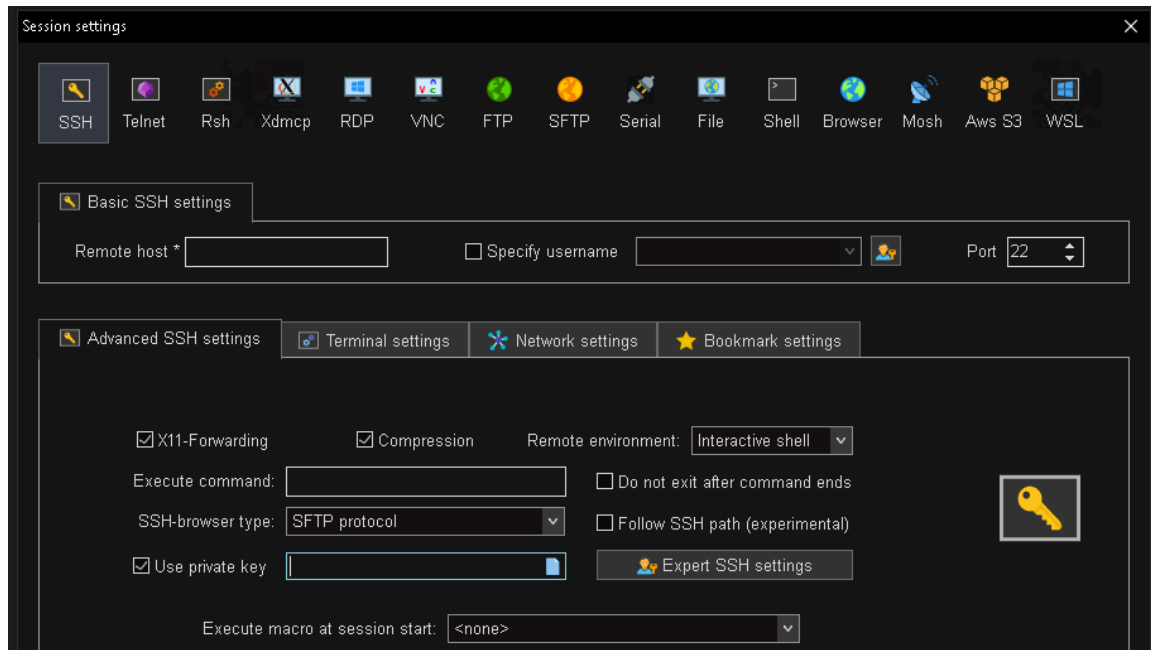 Session settings
SSH Telnet Rsh Xdmcp RDP VNC FTP SFTP Serial File Shell Browser Mosh Aws S3 WSL
Basic SSH settings
Remote host * Specify username Port 22
Advanced SSH settings Terminal settings Network settings Bookmark settings
X11-Forwarding Compression Remote environment: Interactive shell
Execute command: Do not exit after command ends
SSH-browser type: SFTP protocol Follow SSH path (experimental)
Use private key Expert SSH settings
Execute macro at session start: <none>